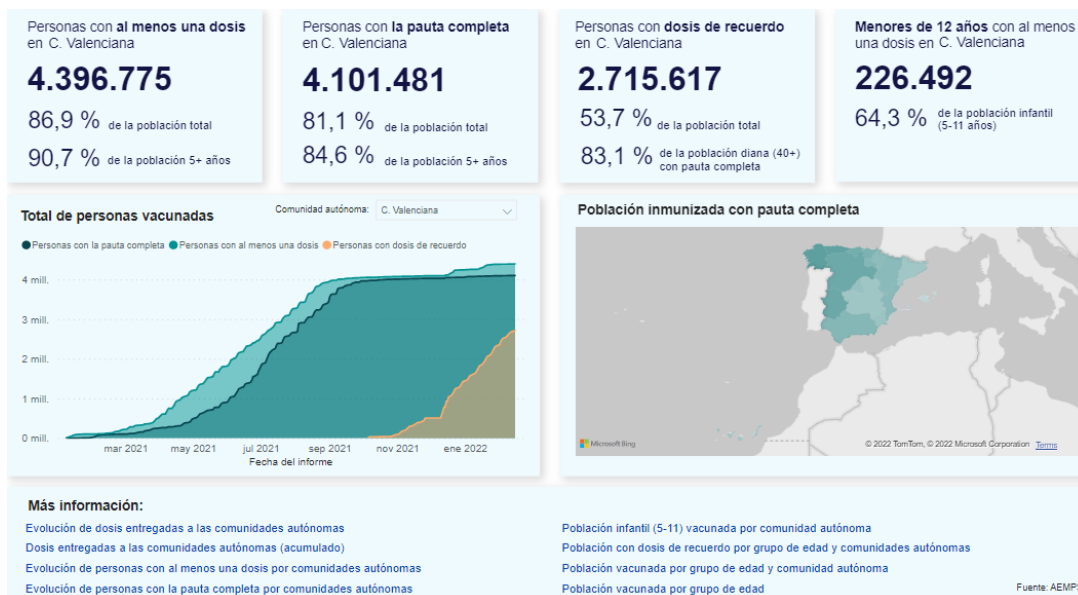 Personas con al menos una dosis
en C. Valenciana
4.396.775
86,9 % de la población total
90,7 % de la población 5+ años
Personas con la pauta completa
en C. Valenciana
4.101.481
81,1 % de la población total
84,6 % de la población 5+ años
Personas con dosis de recuerdo
en C. Valenciana
2.715.617
53,7 % de la población total
83,1 % de la población diana (40+)
con pauta completa
Menores de 12 años con al menos
una dosis en C. Valenciana
226.492
64,3 % de la población infantil
(5-11 años)
Total de personas vacunadas
Comunidad autónoma: C. Valenciana
Personas con la pauta completa Personas con al menos una dosis Personas con dosis de recuerdo
4 mill.
3 mill.
2 mill.
1 mill.
0 mill.
mar 2021 may 2021 jul 2021 sep 2021 nov 2021 ene 2022
Fecha del informe
Población inmunizada con pauta completa
Microsoft Bing
© 2022 TomTom, © 2022 Microsoft Corporation Terms
Más información:
Evolución de dosis entregadas a las comunidades autónomas
Dosis entregadas a las comunidades autónomas (acumulado)
Evolución de personas con al menos una dosis por comunidades autónomas
Evolución de personas con la pauta completa por comunidades autónomas
Población infantil (5-11) vacunada por comunidad autónoma
Población con dosis de recuerdo por grupo de edad y comunidades autónomas
Población vacunada por grupo de edad y comunidad autónoma
Población vacunada por grupo de edad
Fuente: AEMPS